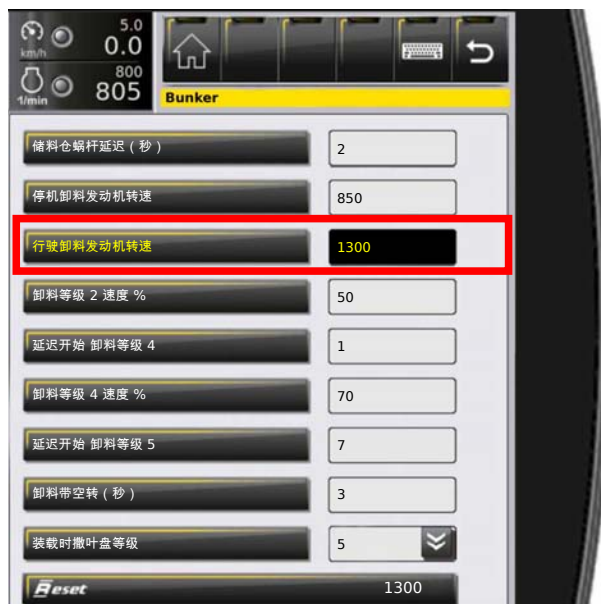 5.0
km/h 0.0
800
1/min 805
Bunker
储料仓蜗杆延迟（秒） 2
停机卸料发动机转速 850
行驶卸料发动机转速 1300
卸料等级 2 速度 % 50
延迟开始 卸料等级 4 1
卸料等级 4 速度 % 70
延迟开始 卸料等级 5 7
卸料带空转（秒） 3
装载时撒叶盘等级 5
Reset 1300